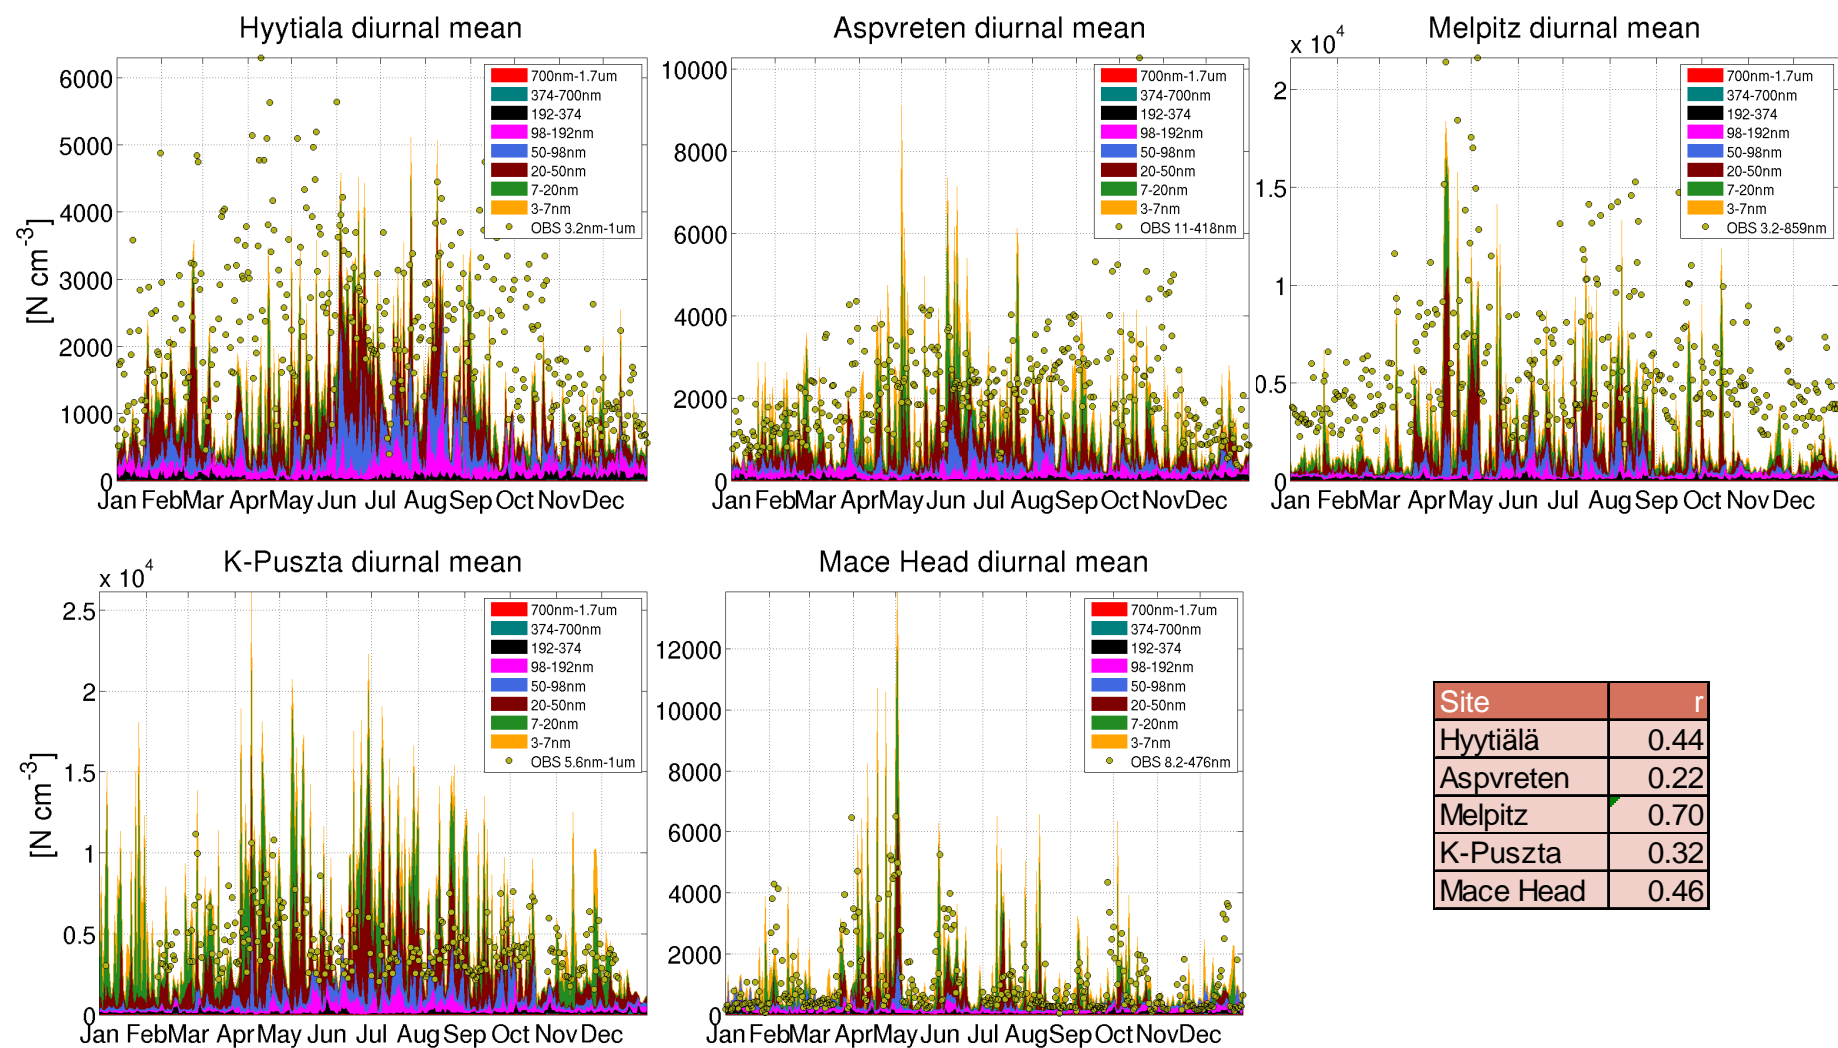 Hyytiala diurnal mean
[N cm-3]
6000
5000
4000
3000
2000
1000
0
Jan Feb Mar Apr May Jun Jul Aug Sep Oct Nov Dec
700nm-1.7um
374-700nm
192-374
98-192nm
50-98nm
20-50nm
7-20nm
3-7nm
OBS 3.2nm-1um
Aspvreten diurnal mean
10000
8000
6000
4000
2000
0
Jan Feb Mar Apr May Jun Jul Aug Sep Oct Nov Dec
700nm-1.7um
374-700nm
192-374
98-192nm
50-98nm
20-50nm
7-20nm
3-7nm
OBS 11-418nm
Melpitz diurnal mean
x 10^4
2
1.5
1
0.5
0
Jan Feb Mar Apr May Jun Jul Aug Sep Oct Nov Dec
700nm-1.7um
374-700nm
192-374
98-192nm
50-98nm
20-50nm
7-20nm
3-7nm
OBS 3.2-859nm
K-Puszta diurnal mean
x 10^4
[N cm-3]
2.5
2
1.5
1
0.5
0
Jan Feb Mar Apr May Jun Jul Aug Sep Oct Nov Dec
700nm-1.7um
374-700nm
192-374
98-192nm
50-98nm
20-50nm
7-20nm
3-7nm
OBS 5.6nm-1um
Mace Head diurnal mean
12000
10000
8000
6000
4000
2000
0
Jan Feb Mar Apr May Jun Jul Aug Sep Oct Nov Dec
700nm-1.7um
374-700nm
192-374
98-192nm
50-98nm
20-50nm
7-20nm
3-7nm
OBS 8.2-476nm
Site r
Hyytiälä 0.44
Aspvreten 0.22
Melpitz 0.70
K-Puszta 0.32
Mace Head 0.46